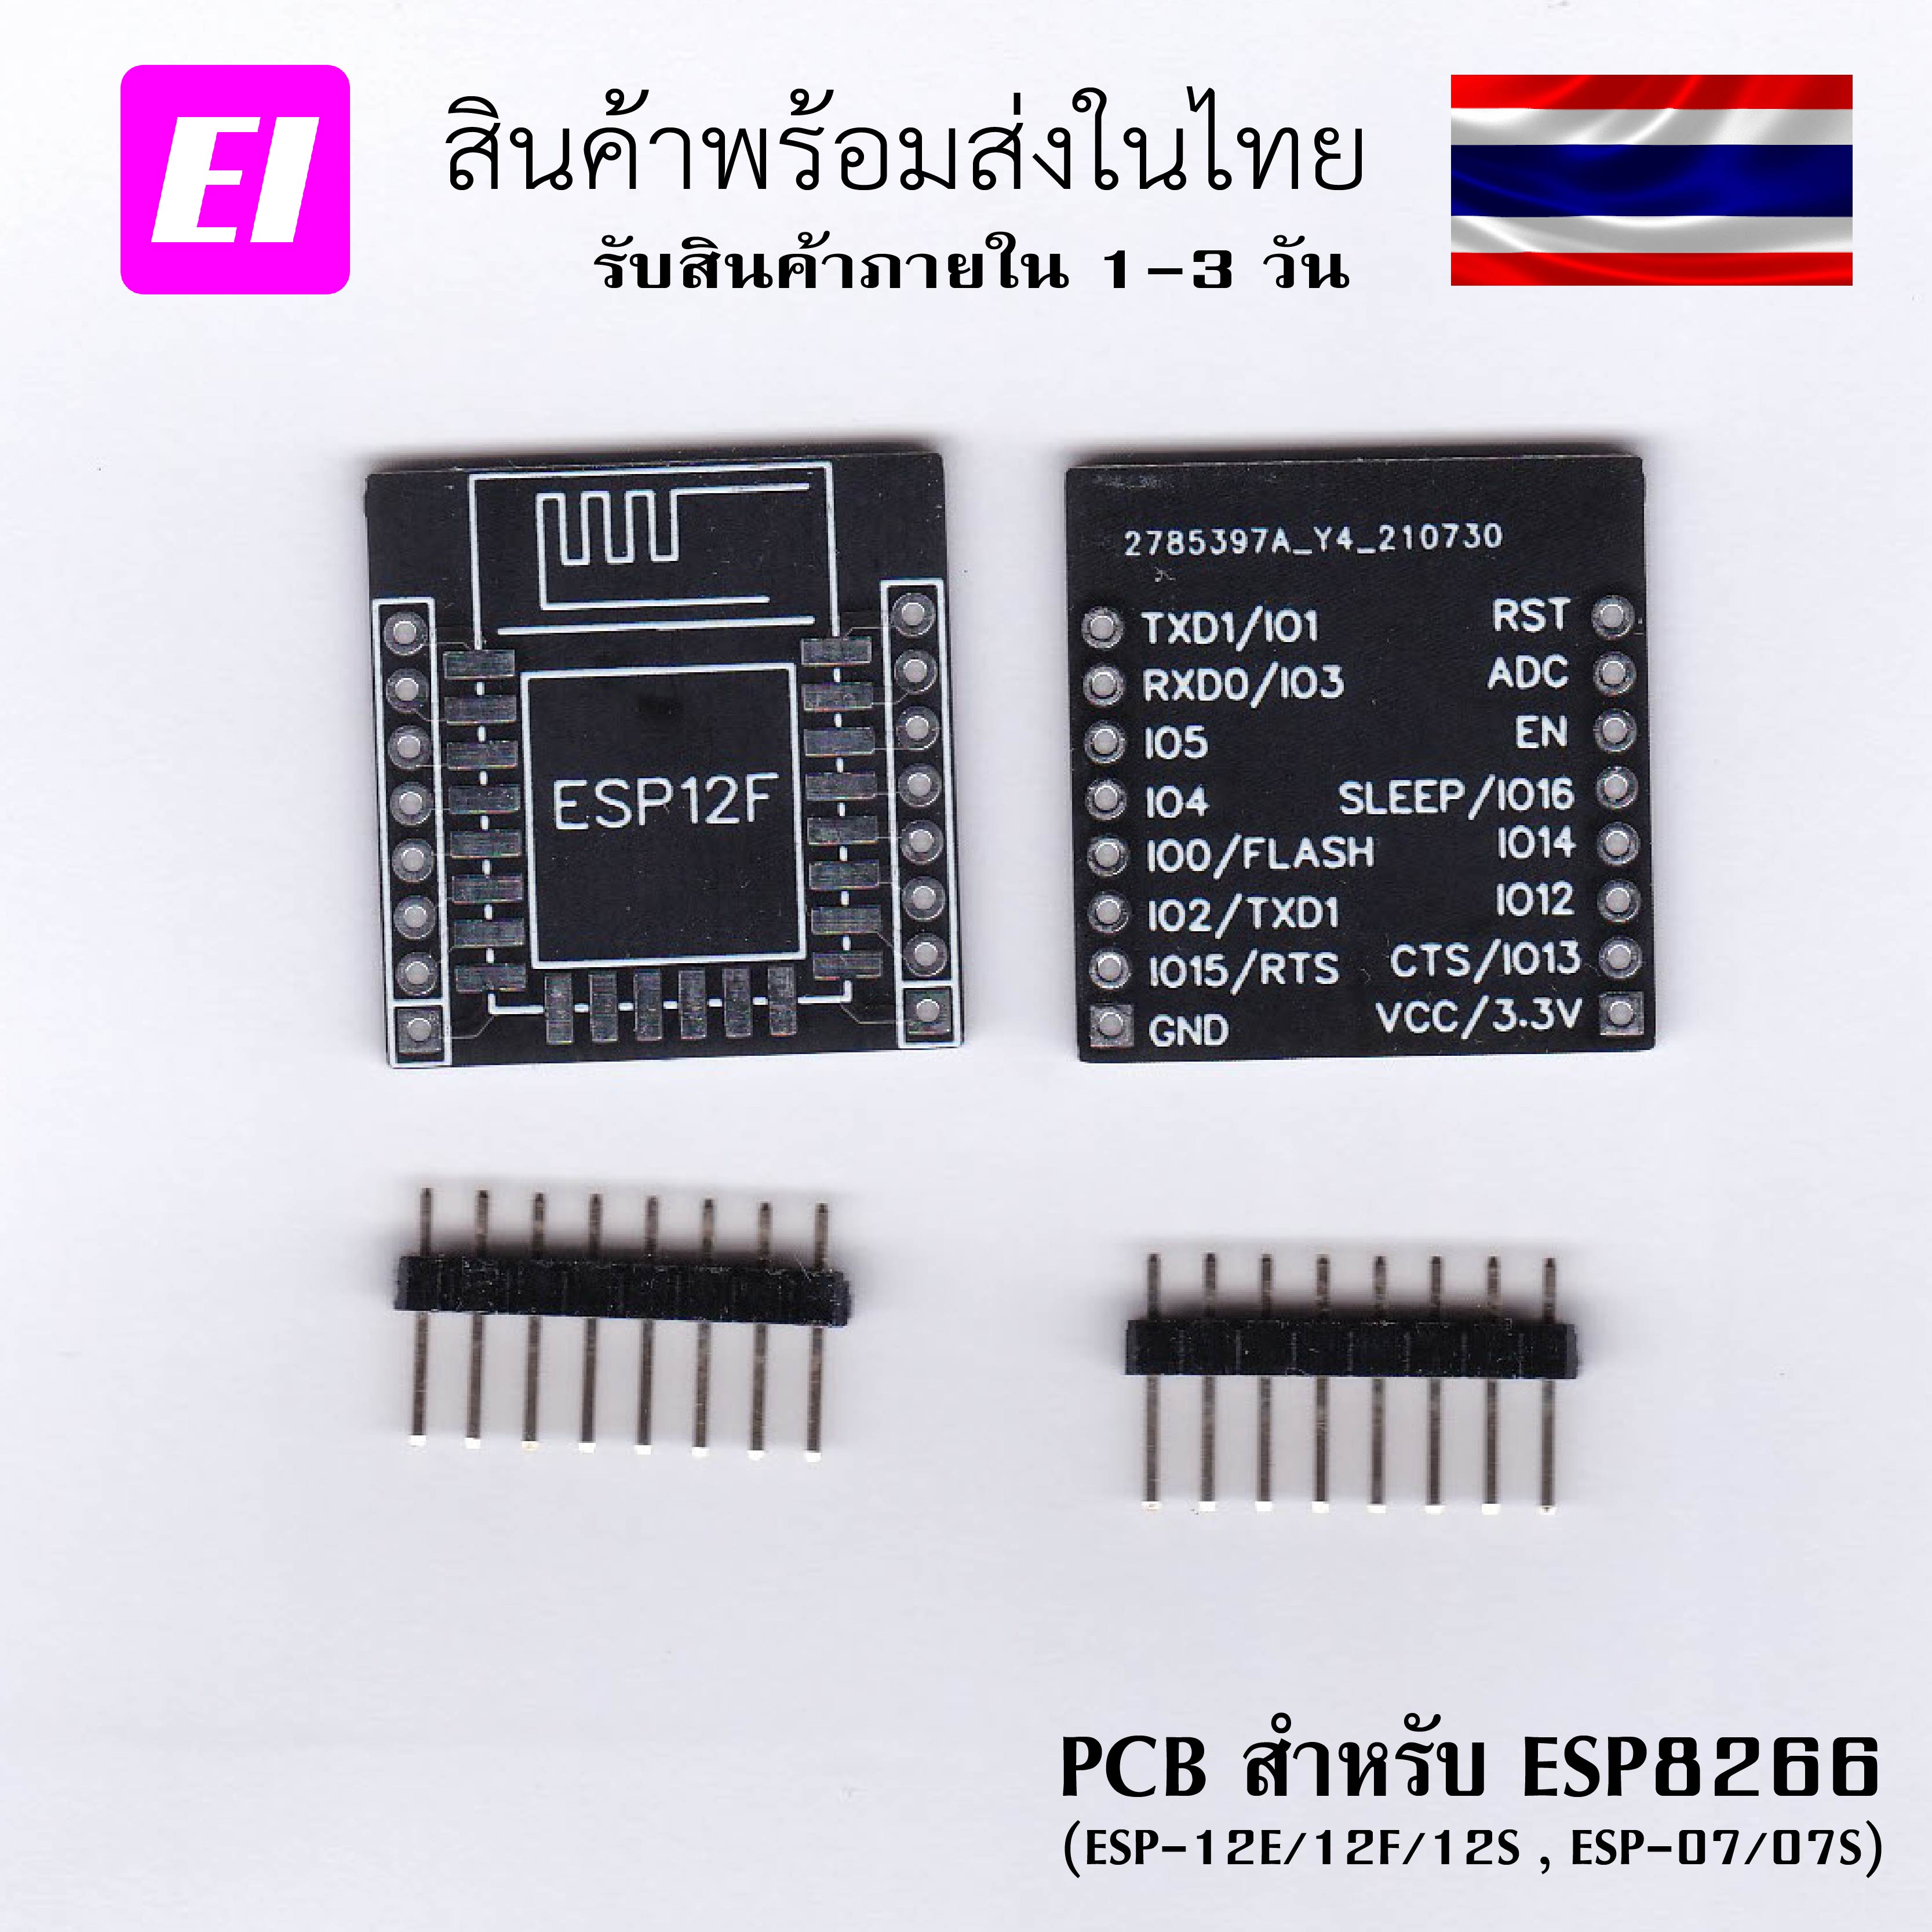 EI
สินค้าพร้อมส่งในไทย
รับสินค้าภายใน 1-3 วัน
ESP12F
2785397A_Y4_210730
TXD1/IO1 RST
RXD0/IO3 ADC
IO5 EN
IO4 SLEEP/IO16
IO0/FLASH IO14
IO2/TXD1 IO12
IO15/RTS CTS/IO13
GND VCC/3.3V
PCB สำหรับ ESP8266
(ESP-12E/12F/12S , ESP-07/07S)